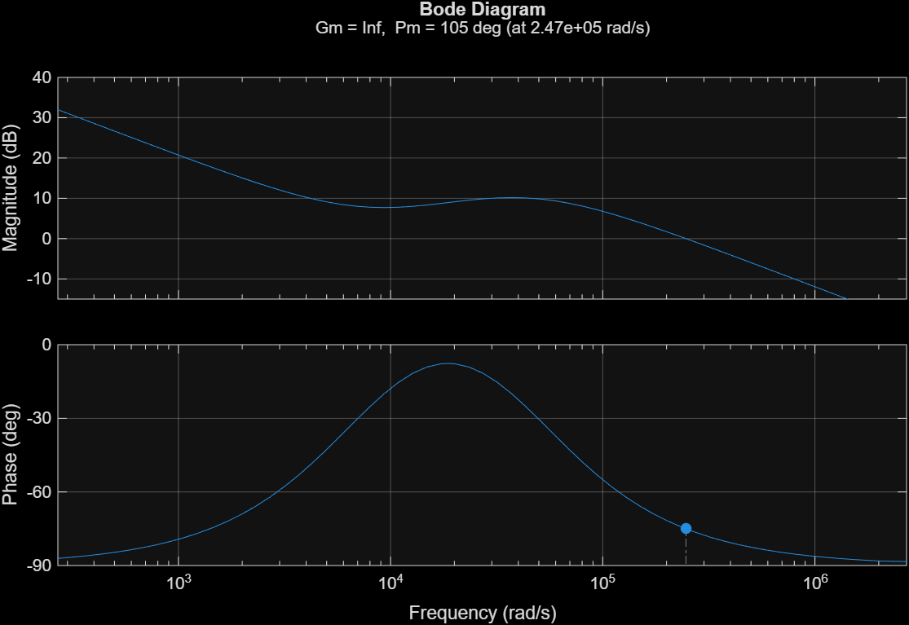 Bode Diagram
Gm = Inf,  Pm = 105 deg (at 2.47e+05 rad/s)
Magnitude (dB)
40
30
20
10
0
-10
Phase (deg)
0
-30
-60
-90
10³ 10⁴ 10⁵ 10⁶
Frequency (rad/s)